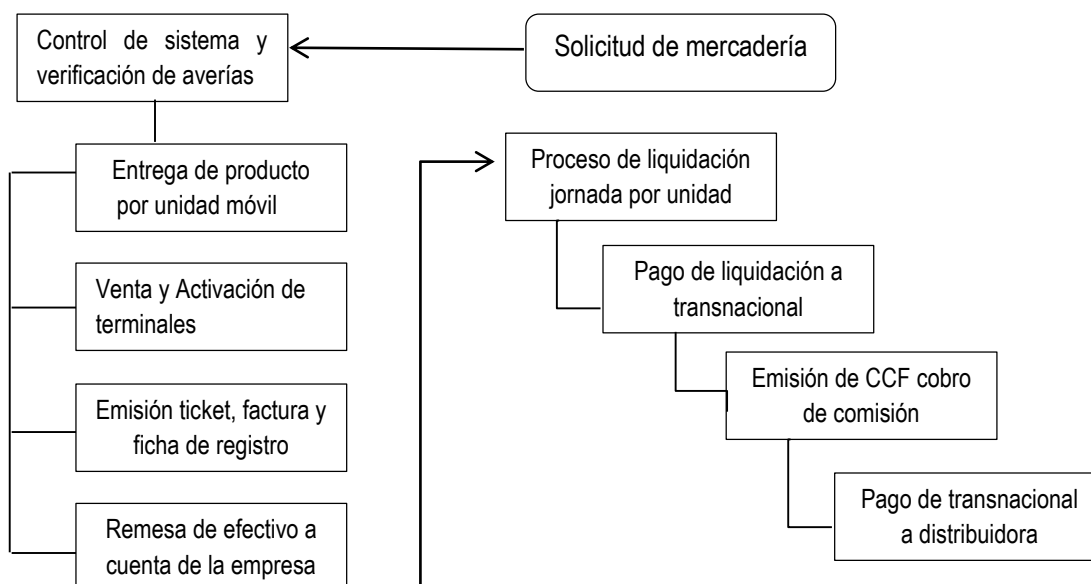 Control de sistema y
verificación de averías
Solicitud de mercadería
Entrega de producto
por unidad móvil
Venta y Activación de
terminales
Emisión ticket, factura y
ficha de registro
Remesa de efectivo a
cuenta de la empresa
Proceso de liquidación
jornada por unidad
Pago de liquidación a
transnacional
Emisión de CCF cobro
de comisión
Pago de transnacional
a distribuidora